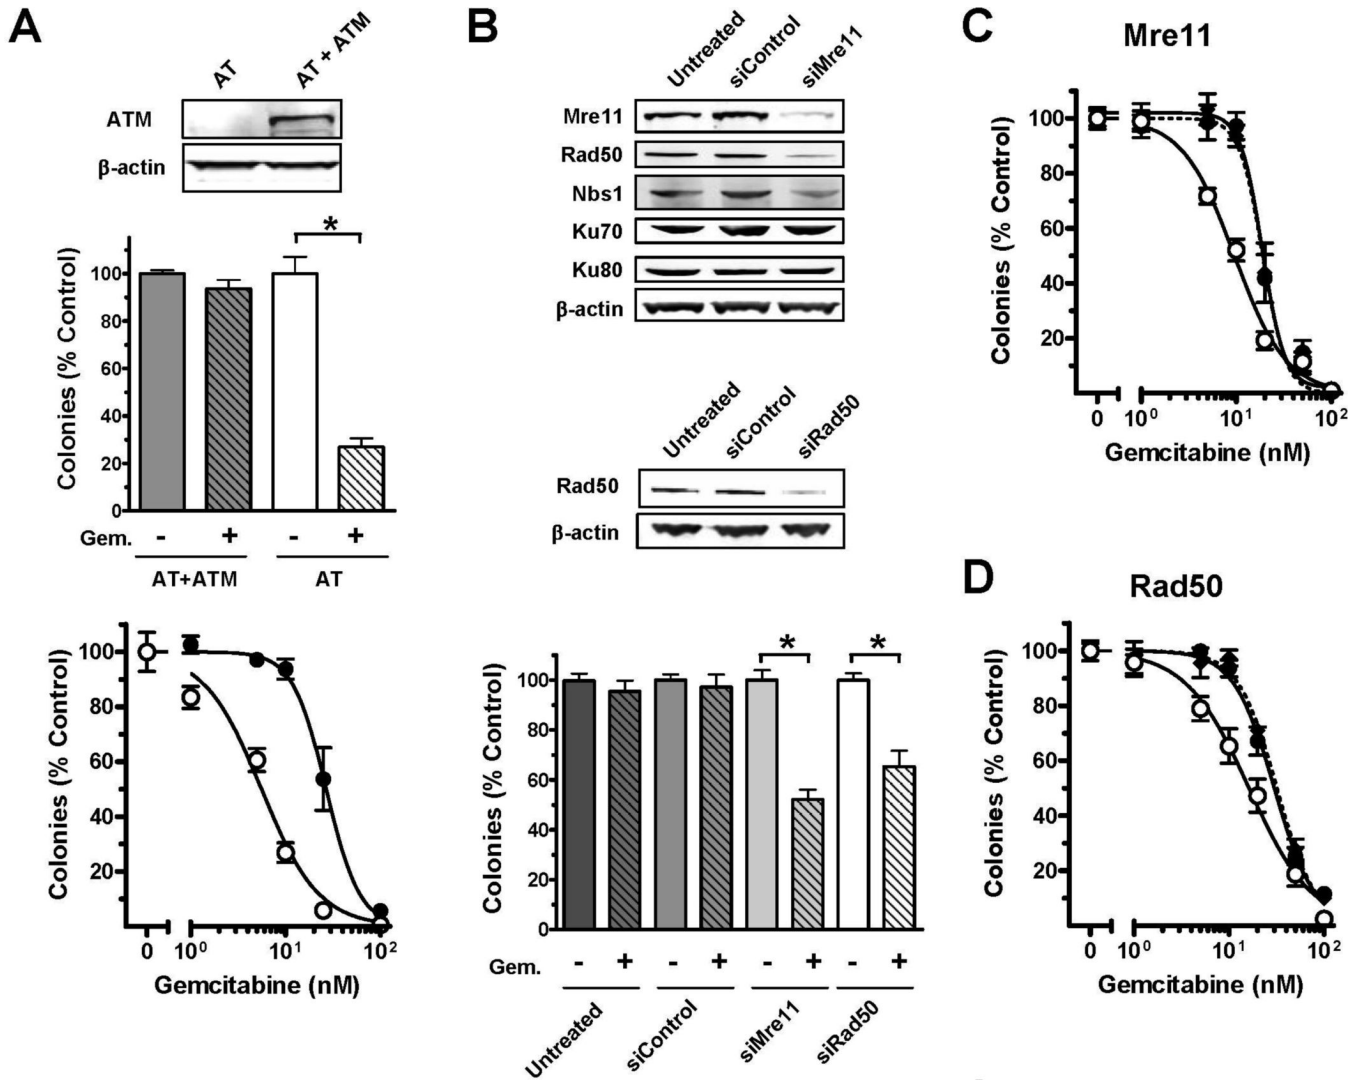 A
AT
AT + ATM
ATM
β-actin
*
Colonies (% Control)
100
80
60
40
20
0
Gem. - + - +
AT+ATM AT
Colonies (% Control)
100
80
60
40
20
0 10⁰ 10¹ 10²
Gemcitabine (nM)
B
Untreated
siControl
siMre11
Mre11
Rad50
Nbs1
Ku70
Ku80
β-actin
Untreated
siControl
siRad50
Rad50
β-actin
* *
Colonies (% Control)
100
80
60
40
20
0
Gem. - + - + - + - +
Untreated
siControl
siMre11
siRad50
C
Mre11
Colonies (% Control)
100
80
60
40
20
0 10⁰ 10¹ 10²
Gemcitabine (nM)
D
Rad50
Colonies (% Control)
100
80
60
40
20
0 10⁰ 10¹ 10²
Gemcitabine (nM)